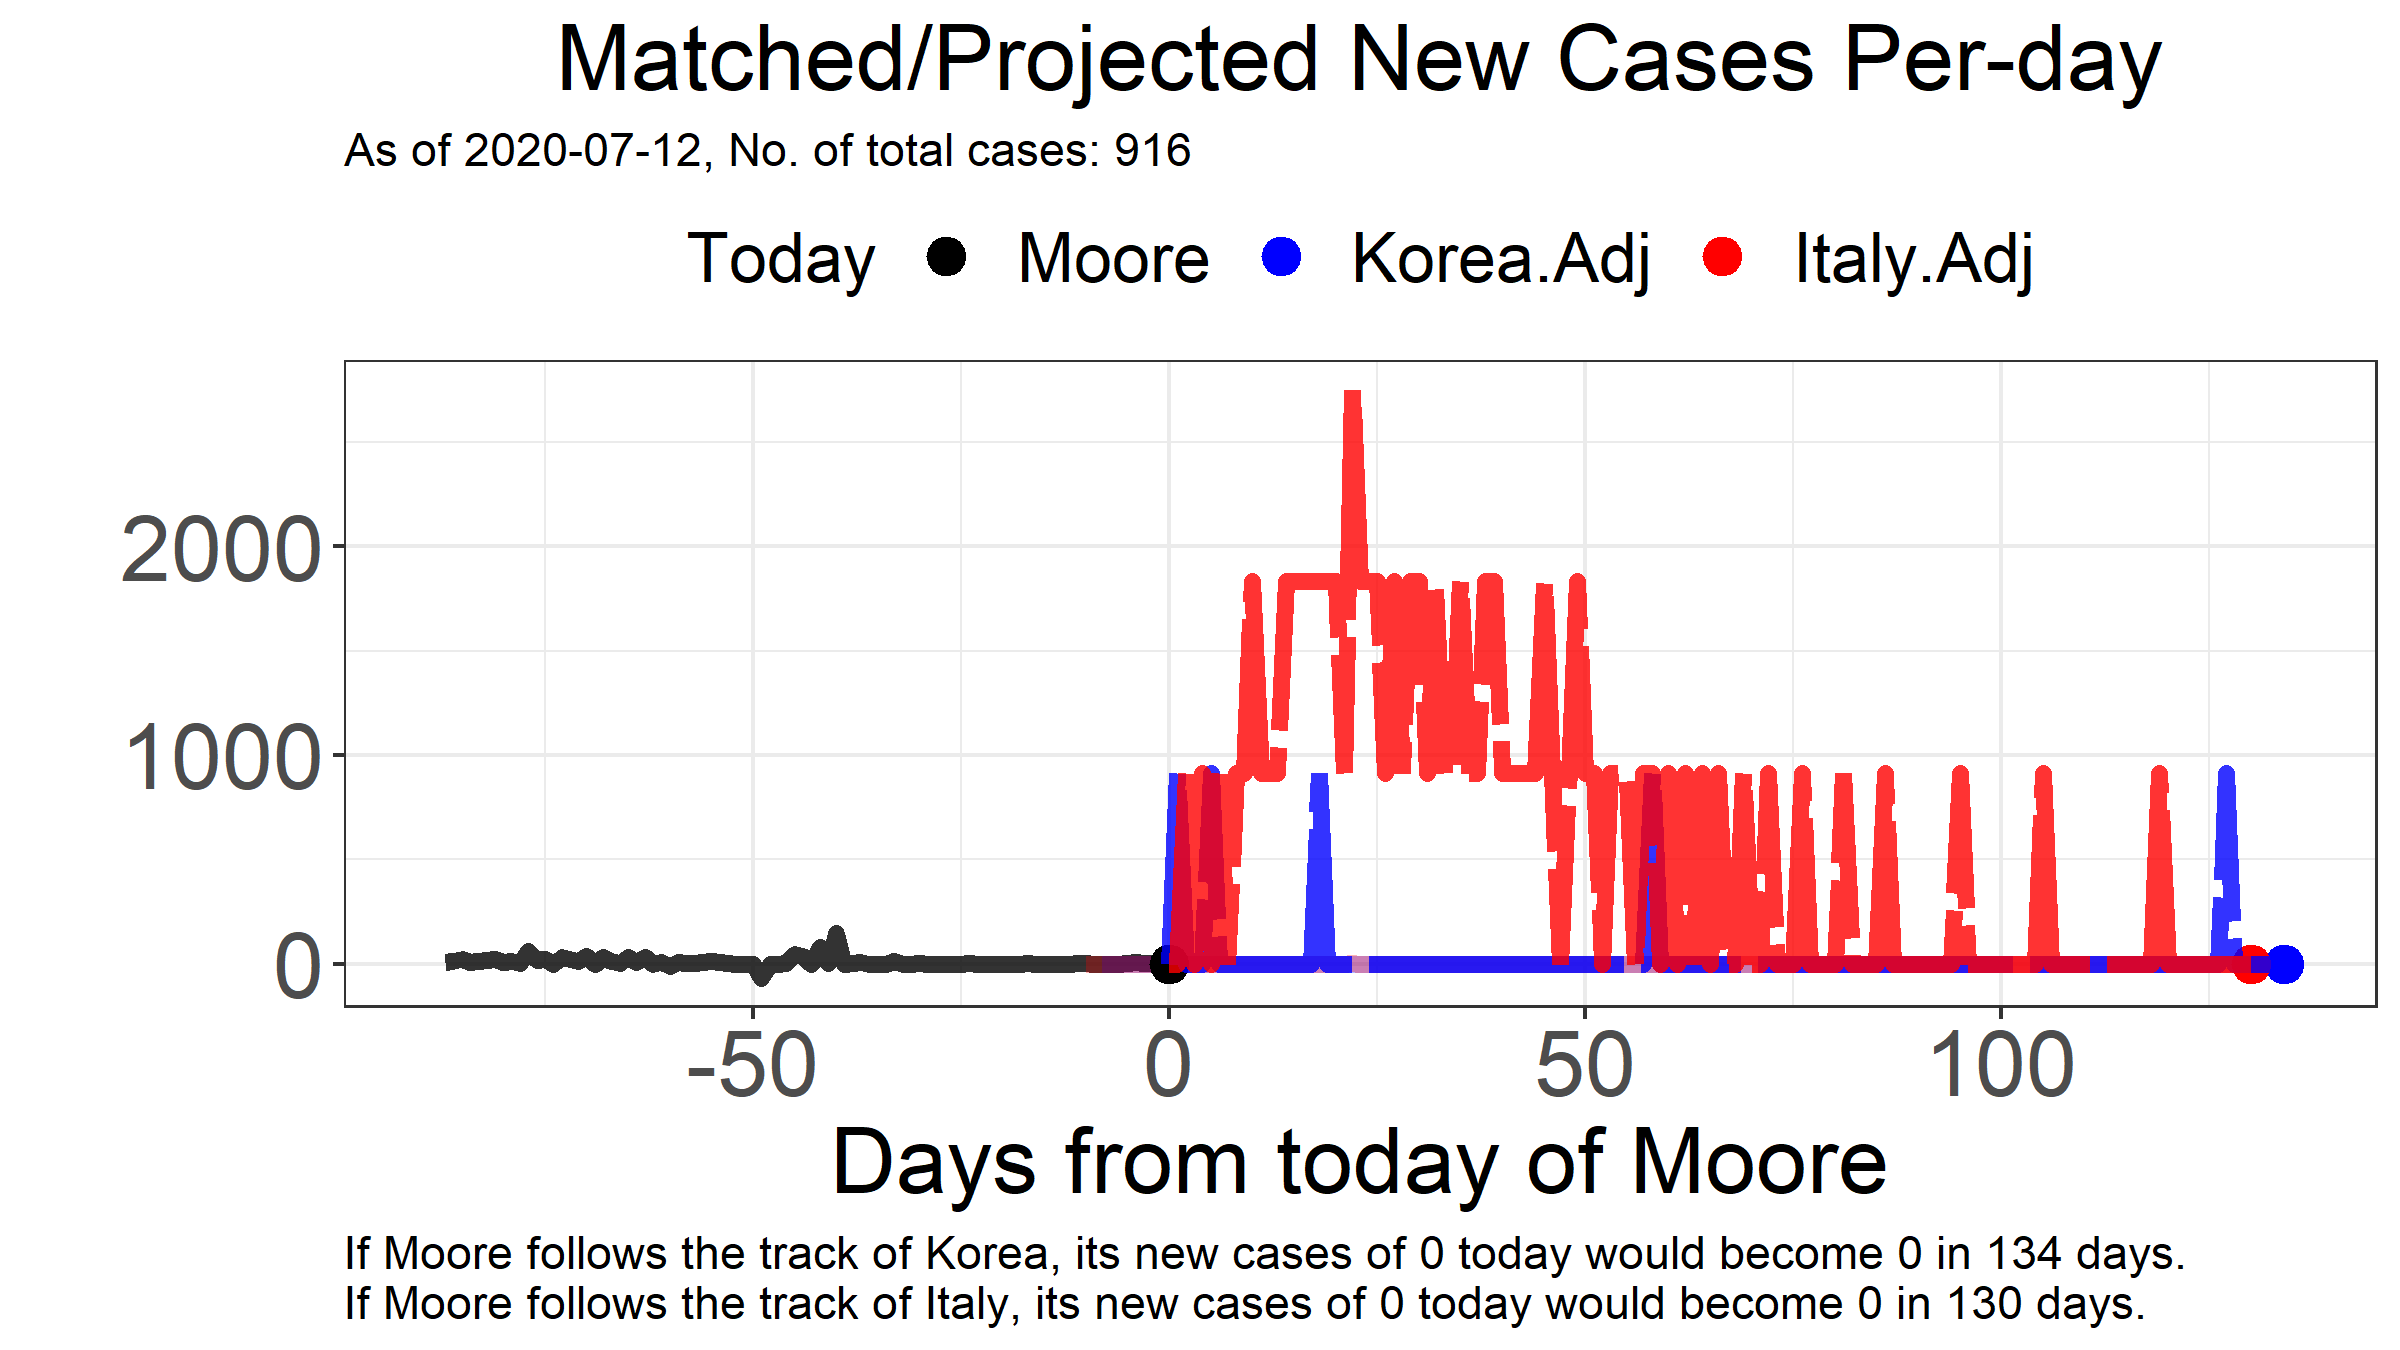 Matched/Projected New Cases Per-day
As of 2020-07-12, No. of total cases: 916
Today Moore Korea.Adj Italy.Adj
2000
1000
0
-50 0 50 100
Days from today of Moore
If Moore follows the track of Korea, its new cases of 0 today would become 0 in 134 days.
If Moore follows the track of Italy, its new cases of 0 today would become 0 in 130 days.